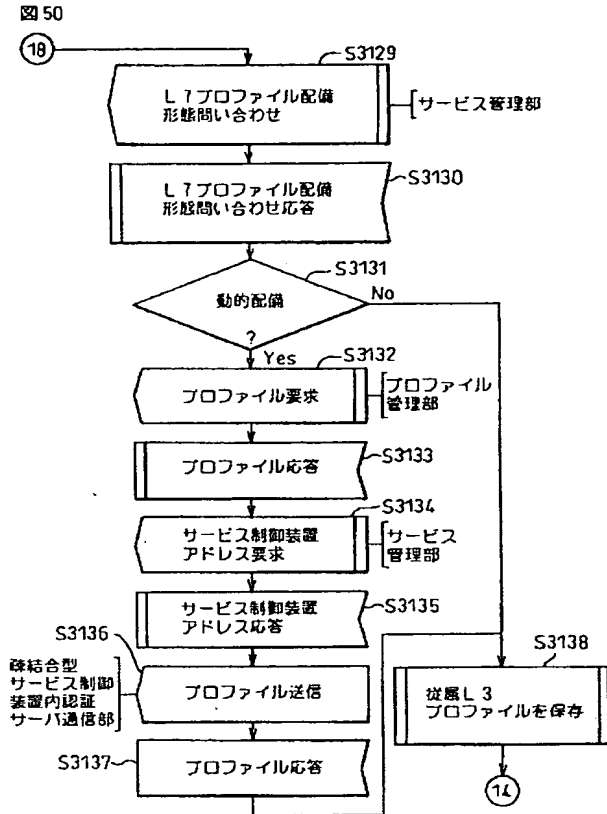 図50
18
S3129
L7プロファイル配備
形態問い合わせ
サービス管理部
S3130
L7プロファイル配備
形態問い合わせ応答
S3131
動的配備
?
No
Yes
S3132
プロファイル要求
プロファイル
管理部
S3133
プロファイル応答
S3134
サービス制御装置
アドレス要求
サービス
管理部
S3135
サービス制御装置
アドレス応答
S3136
疎結合型
サービス制御
装置内認証
サーバ通信部
プロファイル送信
S3137
プロファイル応答
S3138
従属L3
プロファイルを保存